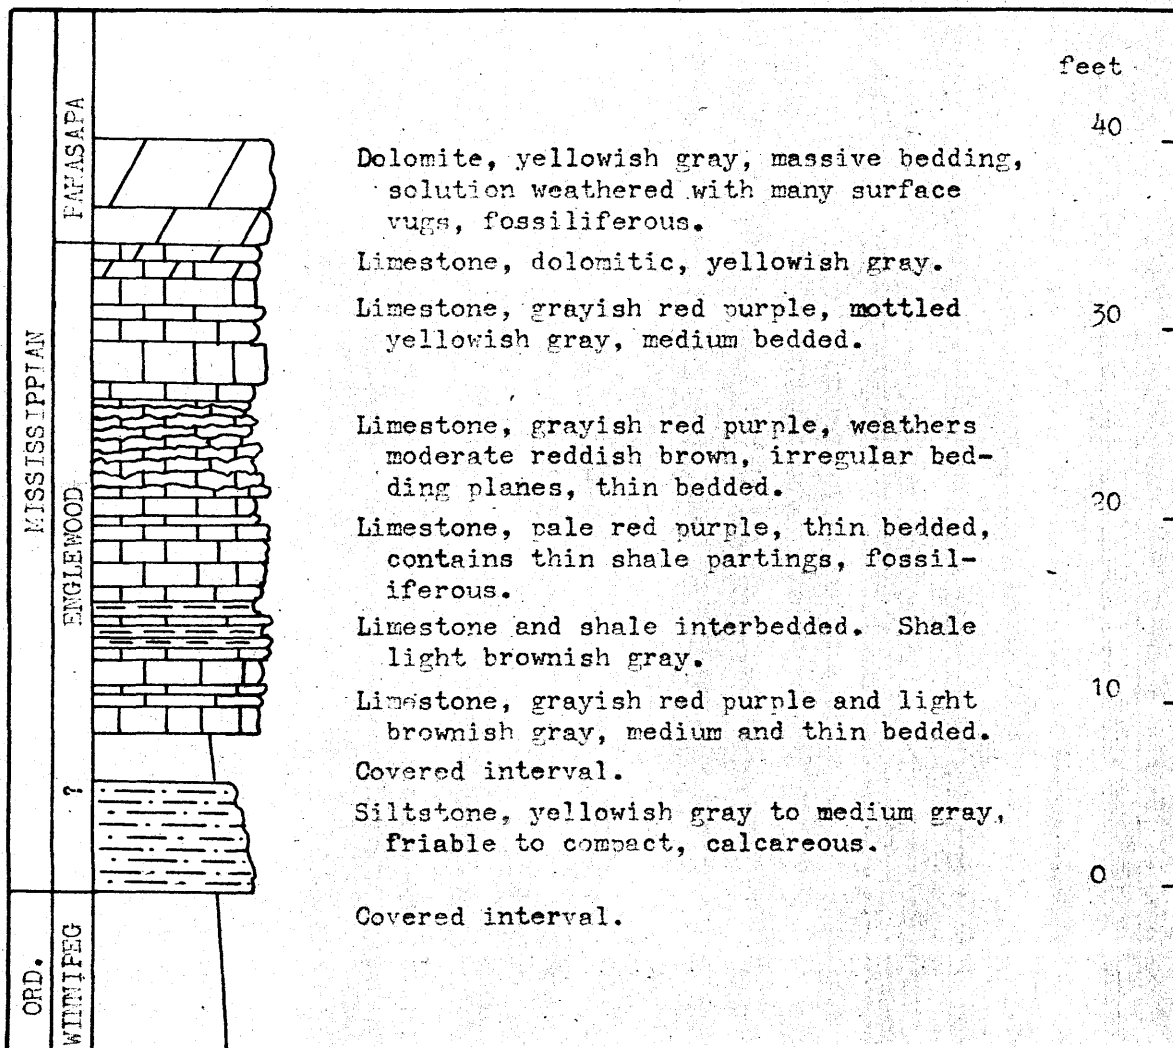 feet
40
Dolomite, yellowish gray, massive bedding,
solution weathered with many surface
vugs, fossiliferous.
Limestone, dolomitic, yellowish gray.
Limestone, grayish red purple, mottled
yellowish gray, medium bedded.
30
Limestone, grayish red purple, weathers
moderate reddish brown, irregular bed-
ding planes, thin bedded.
20
Limestone, pale red purple, thin bedded,
contains thin shale partings, fossil-
iferous.
Limestone and shale interbedded. Shale
light brownish gray.
10
Limestone, grayish red purple and light
brownish gray, medium and thin bedded.
Covered interval.
Siltstone, yellowish gray to medium gray,
friable to compact, calcareous.
0
Covered interval.
MISSISSIPPIAN
ORD.
PAHASAPA
ENGLEWOOD
?
WINNIPEG